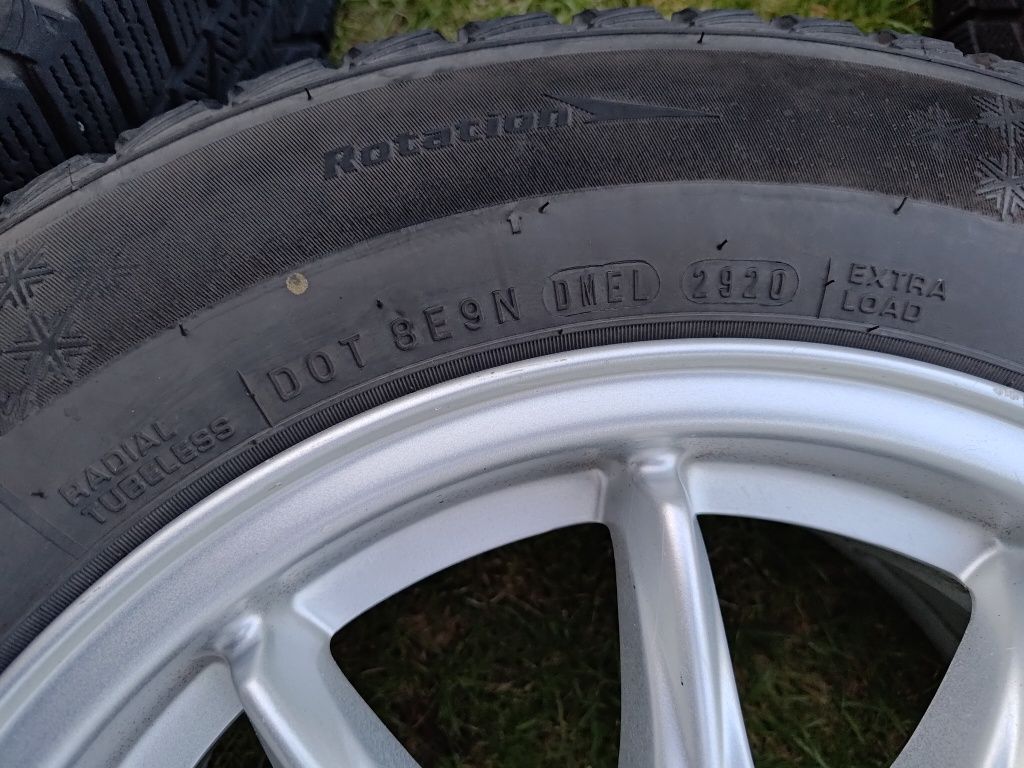 Rotation
RADIAL
TUBELESS
DOT 8E9N DMEL 2920
EXTRA
LOAD